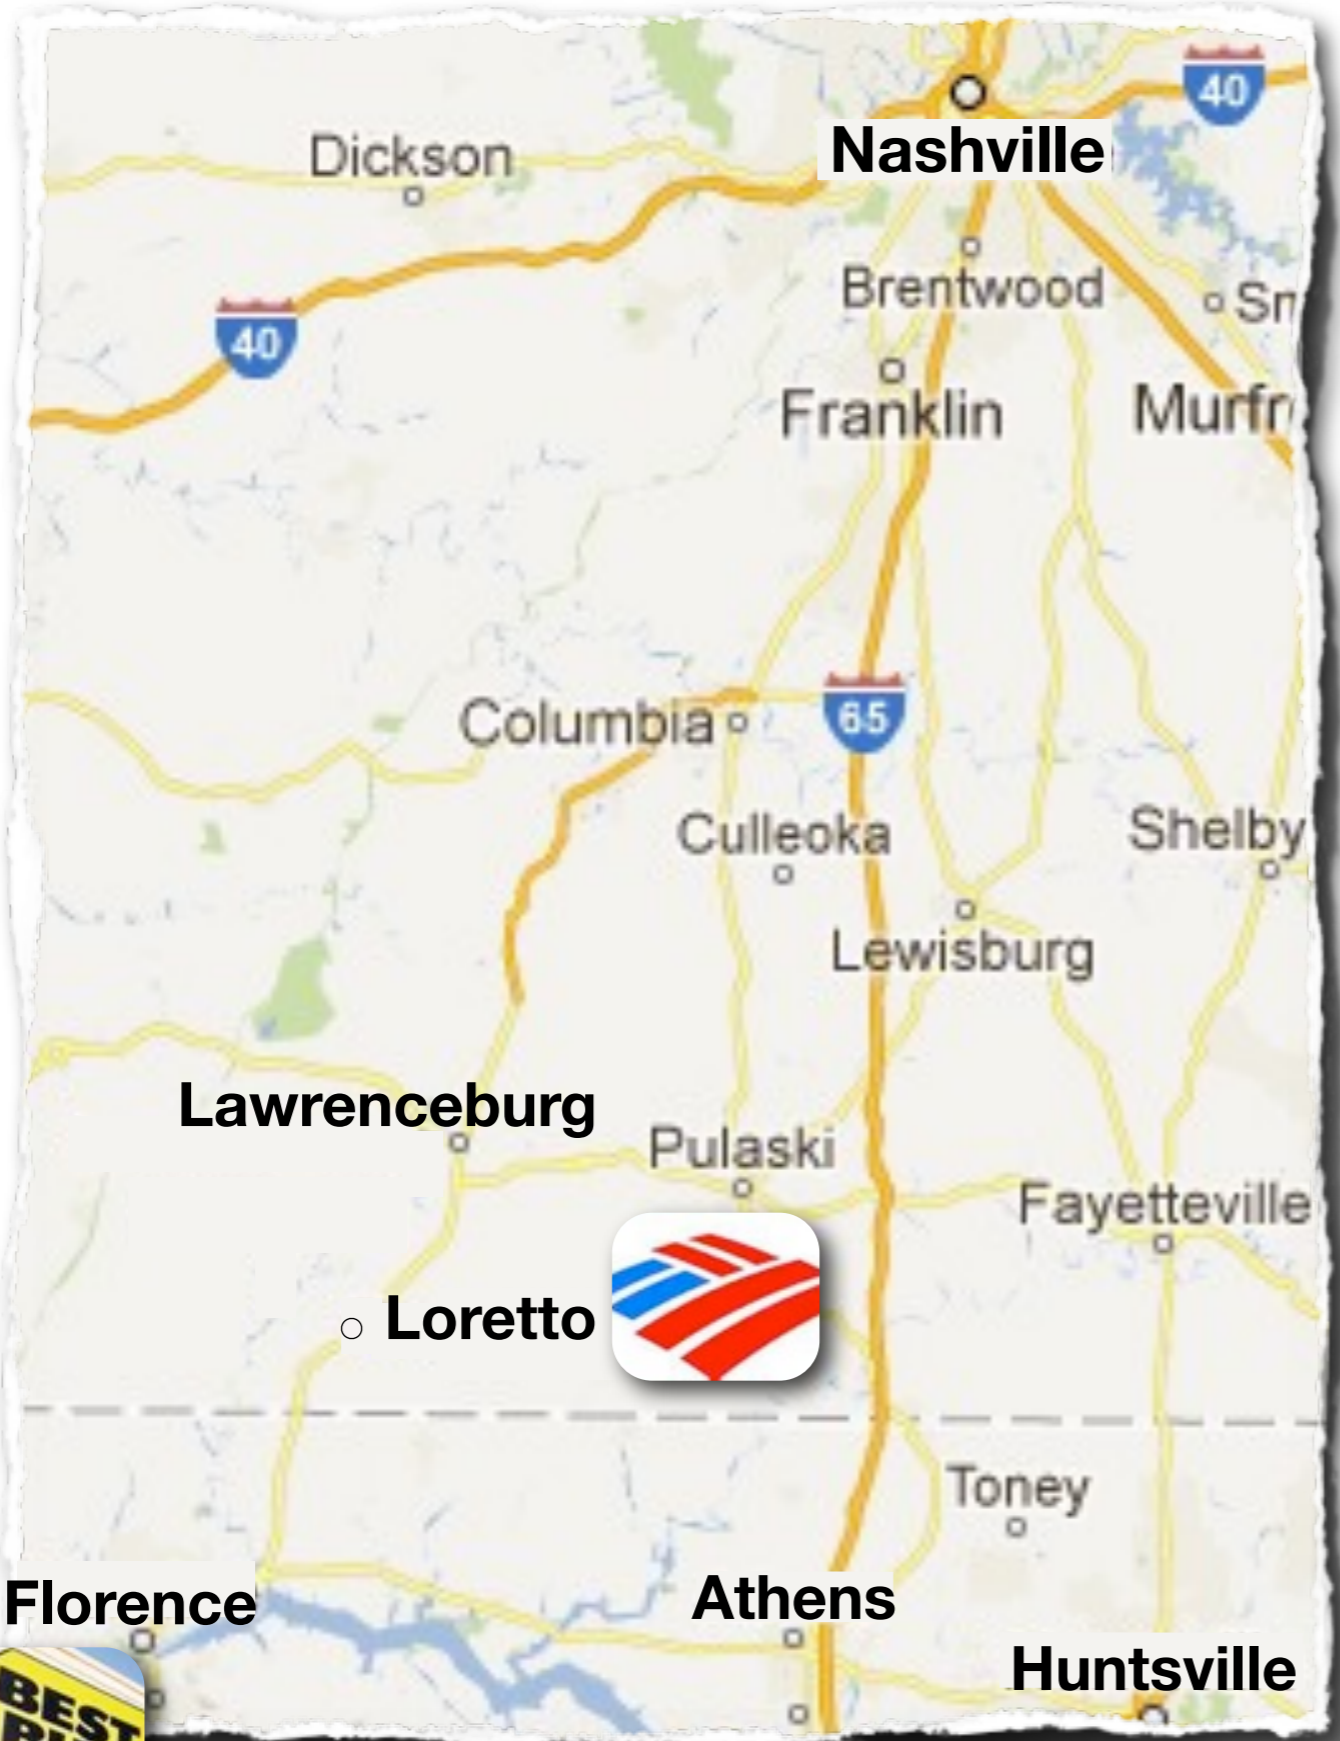 40
Nashville
Dickson
Brentwood
Sm
40
Franklin
Murfr
Columbia
65
Culleoka
Shelby
Lewisburg
Lawrenceburg
Pulaski
Fayetteville
Loretto
Toney
Florence
Athens
Huntsville
BEST